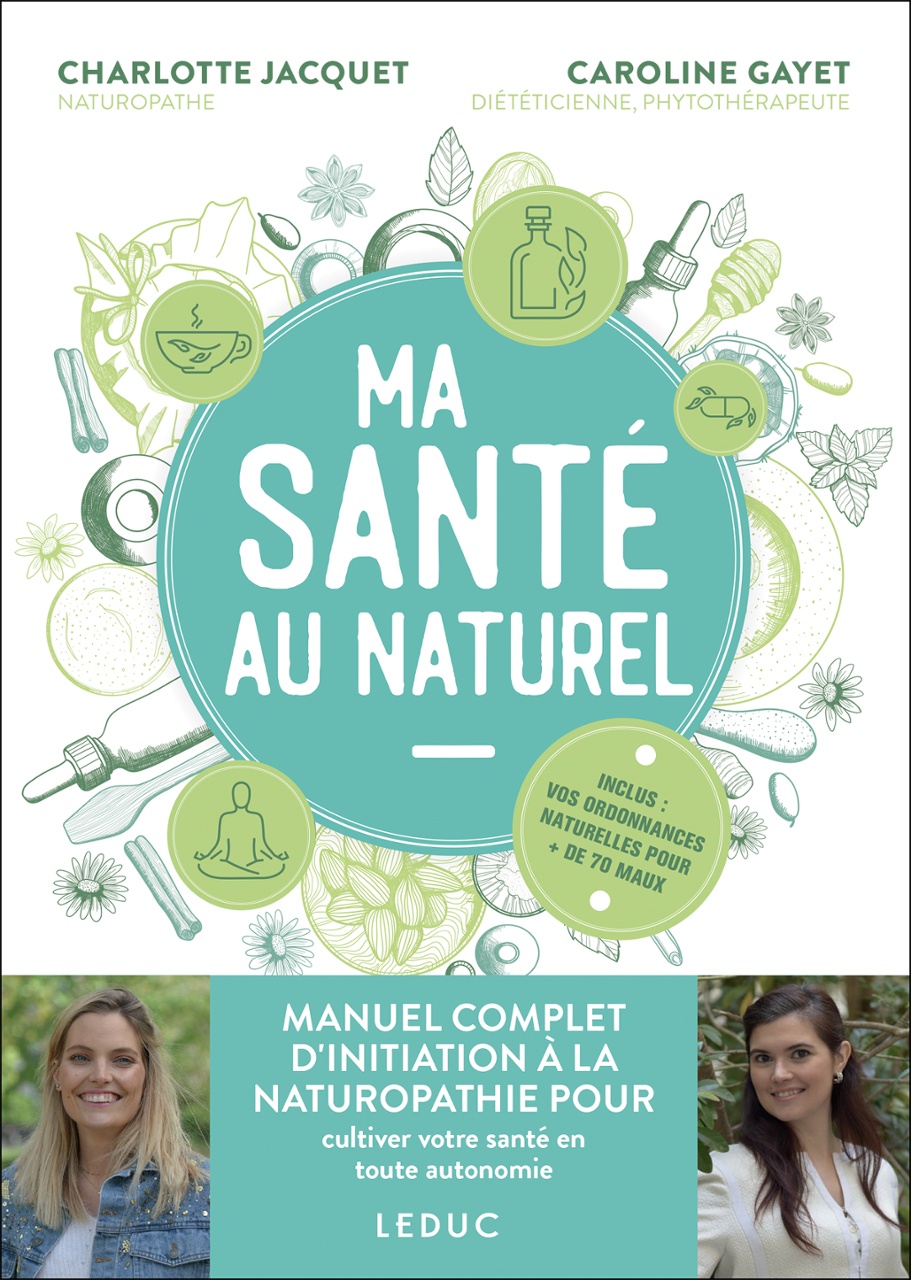 CHARLOTTE JACQUET
NATUROPATHE
CAROLINE GAYET
DIÉTÉTICIENNE, PHYTOTHÉRAPEUTE
MA
SANTÉ
AU NATUREL
INCLUS :
VOS ORDONNANCES
NATURELLES POUR
+ DE 70 MAUX
MANUEL COMPLET
D'INITIATION À LA
NATUROPATHIE POUR
cultiver votre santé en
toute autonomie
LEDUC